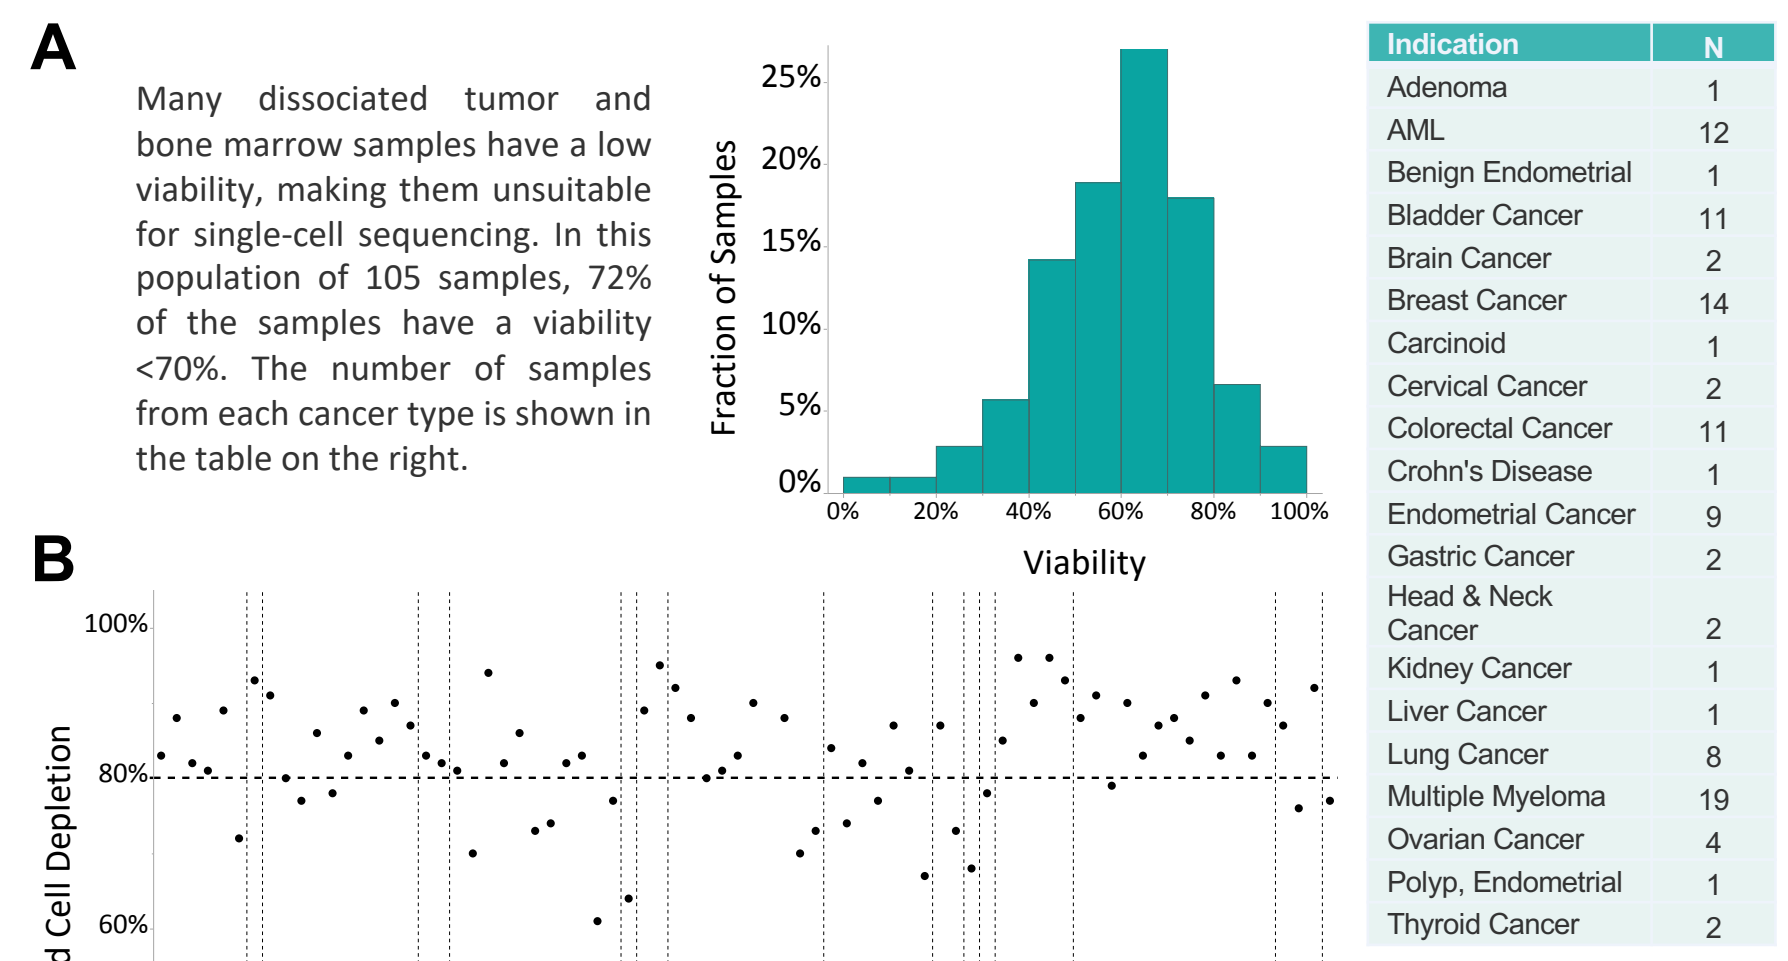 A
Many dissociated tumor and
bone marrow samples have a low
viability, making them unsuitable
for single-cell sequencing. In this
population of 105 samples, 72%
of the samples have a viability
<70%. The number of samples
from each cancer type is shown in
the table on the right.
Fraction of Samples
25%
20%
15%
10%
5%
0%
0% 20% 40% 60% 80% 100%
Viability
Indication N
Adenoma 1
AML 12
Benign Endometrial 1
Bladder Cancer 11
Brain Cancer 2
Breast Cancer 14
Carcinoid 1
Cervical Cancer 2
Colorectal Cancer 11
Crohn's Disease 1
Endometrial Cancer 9
Gastric Cancer 2
Head & Neck
Cancer 2
Kidney Cancer 1
Liver Cancer 1
Lung Cancer 8
Multiple Myeloma 19
Ovarian Cancer 4
Polyp, Endometrial 1
Thyroid Cancer 2
B
100%
80%
60%
Cell Depletion